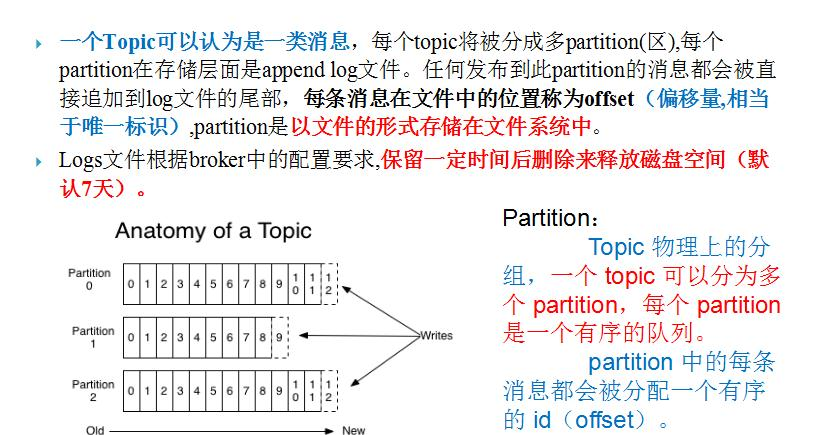 一个Topic可以认为是一类消息，每个topic将被分成多partition(区),每个
partition在存储层面是append log文件。任何发布到此partition的消息都会被直
接追加到log文件的尾部，每条消息在文件中的位置称为offset（偏移量,相当
于唯一标识）,partition是以文件的形式存储在文件系统中。
Logs文件根据broker中的配置要求,保留一定时间后删除来释放磁盘空间（默
认7天）。
Anatomy of a Topic
Partition
0
0 1 2 3 4 5 6 7 8 9 10 11 12
Partition
1
0 1 2 3 4 5 6 7 8 9
Writes
Partition
2
0 1 2 3 4 5 6 7 8 9 10 11 12
Old
New
Partition：
Topic 物理上的分
组，一个 topic 可以分为多
个 partition，每个 partition
是一个有序的队列。
partition 中的每条
消息都会被分配一个有序
的 id（offset）。